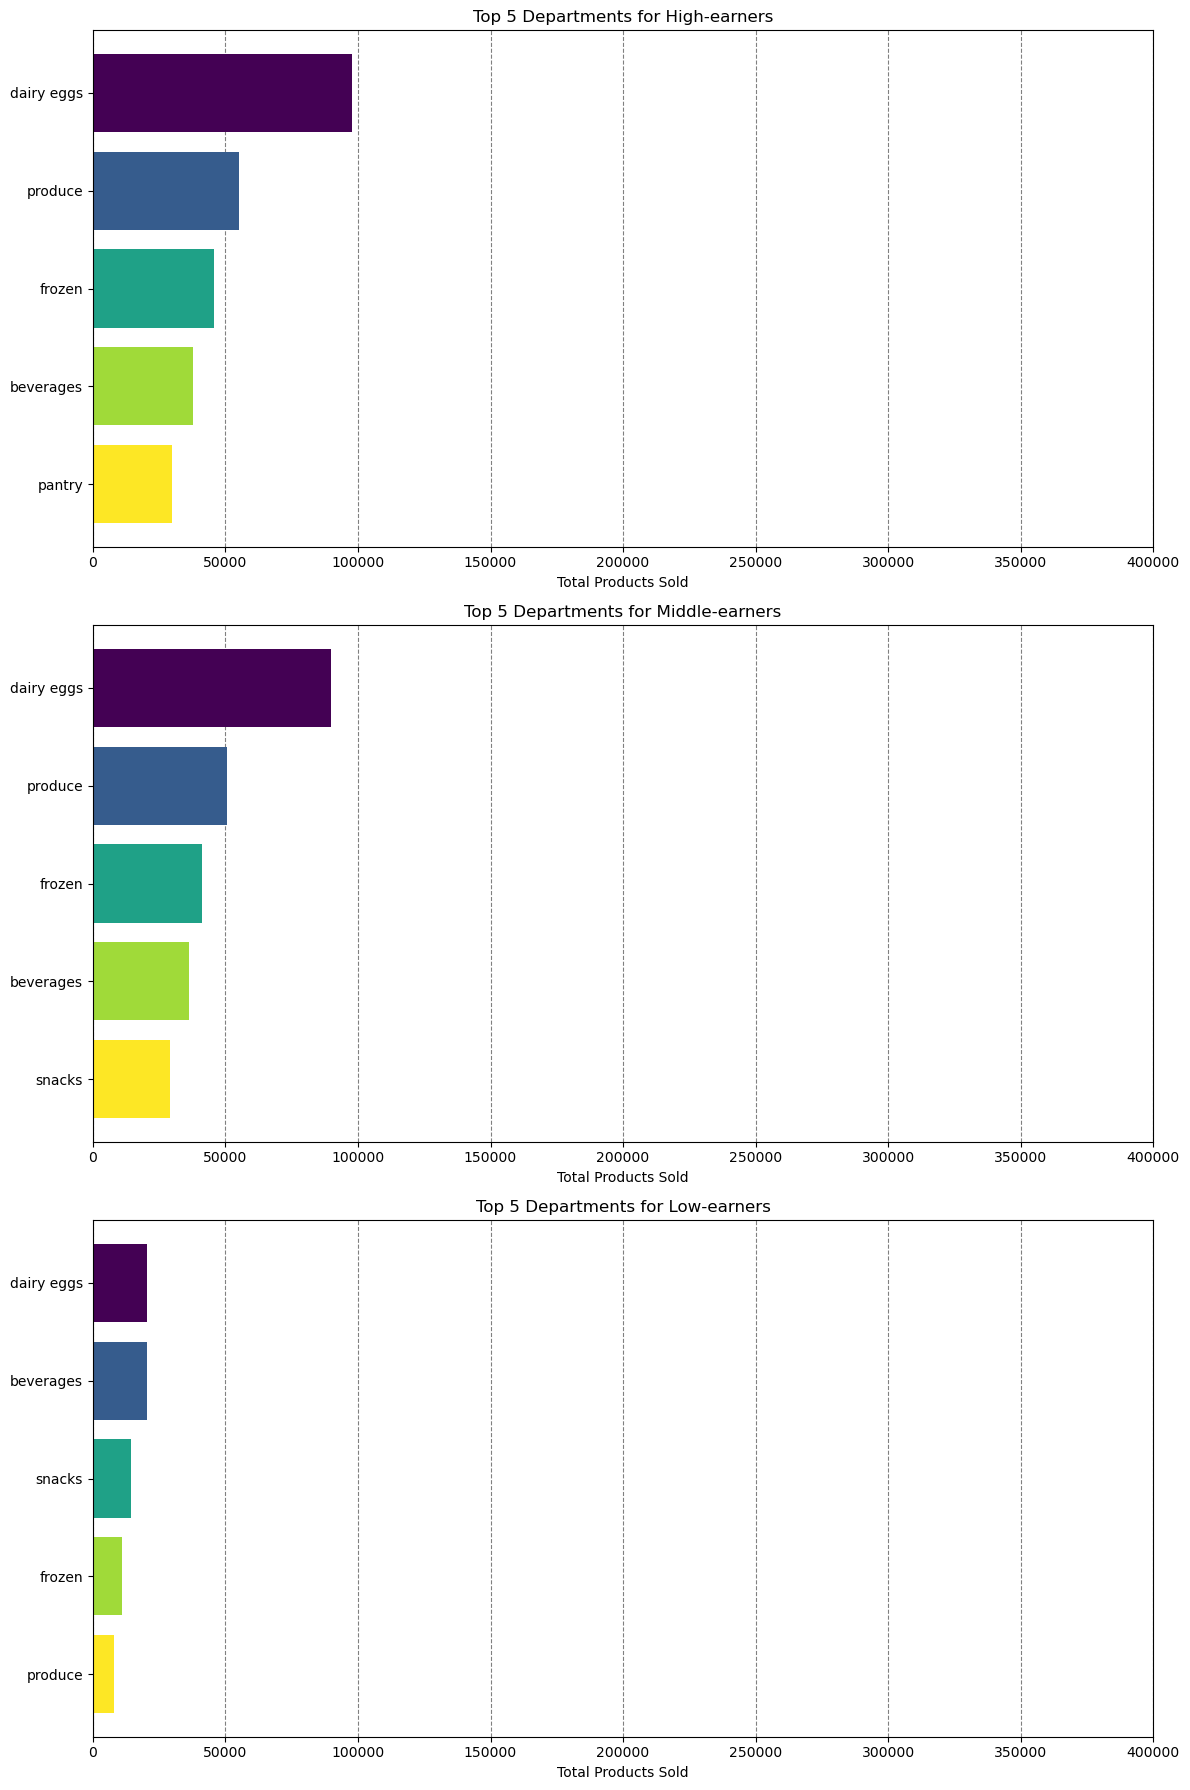 Top 5 Departments for High-earners
dairy eggs
produce
frozen
beverages
pantry
0 50000 100000 150000 200000 250000 300000 350000 400000
Total Products Sold
Top 5 Departments for Middle-earners
dairy eggs
produce
frozen
beverages
snacks
0 50000 100000 150000 200000 250000 300000 350000 400000
Total Products Sold
Top 5 Departments for Low-earners
dairy eggs
beverages
snacks
frozen
produce
0 50000 100000 150000 200000 250000 300000 350000 400000
Total Products Sold